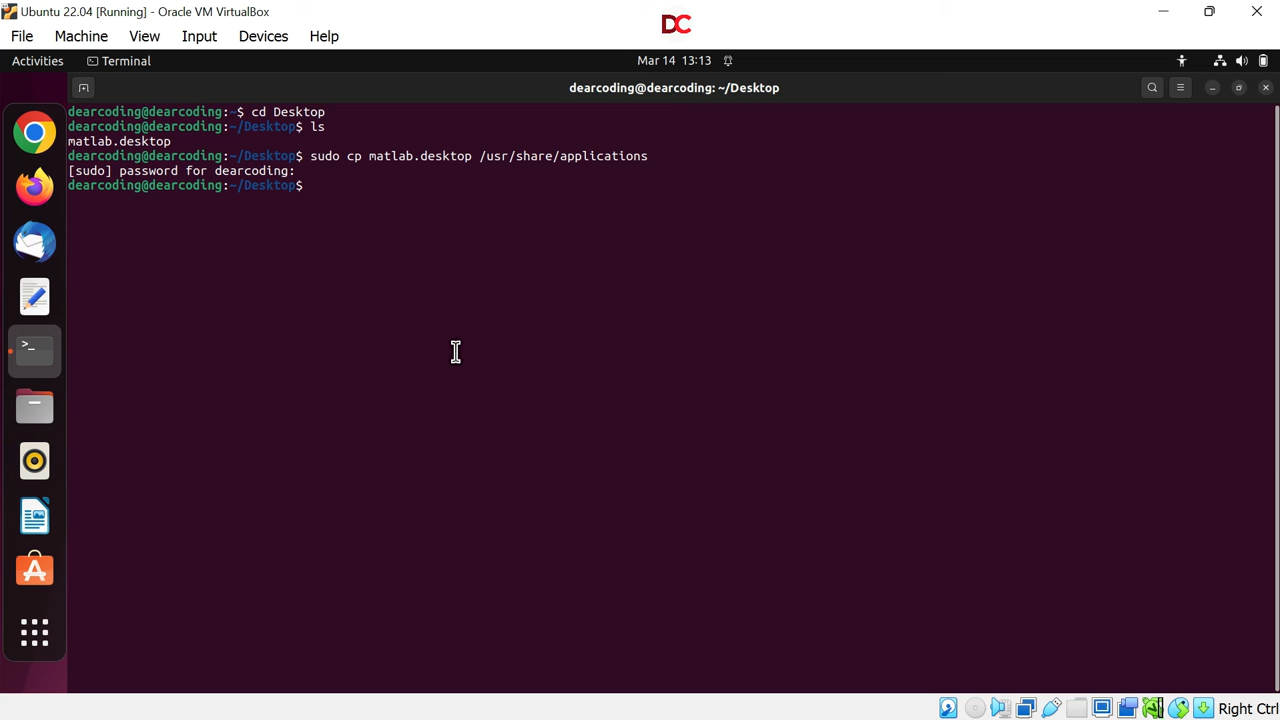 Ubuntu 22.04 [Running] - Oracle VM VirtualBox
DC
File Machine View Input Devices Help
Activities Terminal Mar 14 13:13
dearcoding@dearcoding: ~/Desktop
dearcoding@dearcoding:~$ cd Desktop
dearcoding@dearcoding:~/Desktop$ ls
matlab.desktop
dearcoding@dearcoding:~/Desktop$ sudo cp matlab.desktop /usr/share/applications
[sudo] password for dearcoding:
dearcoding@dearcoding:~/Desktop$
>_
Right Ctrl